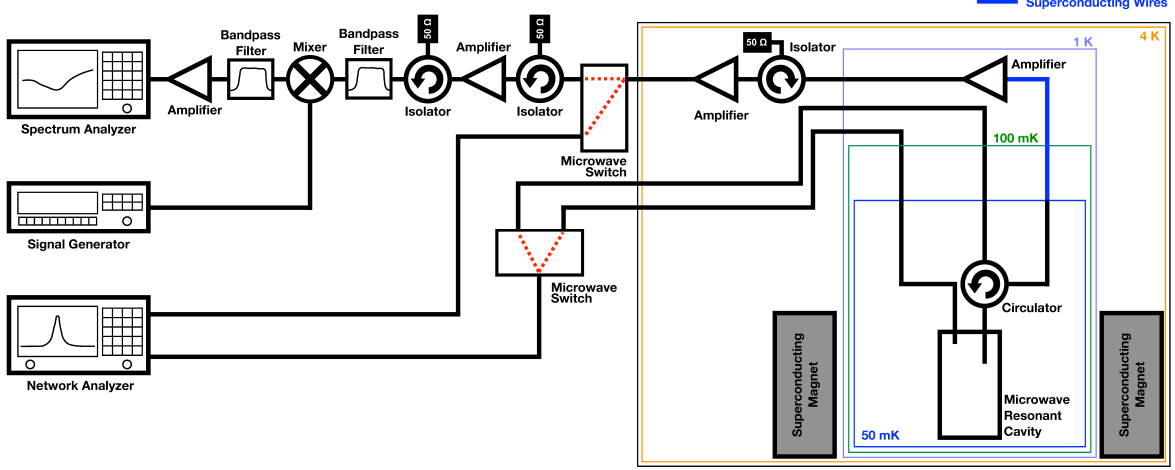 Superconducting Wires
4 K
1 K
100 mK
50 mK
50 Ω
50 Ω
50 Ω
Bandpass
Filter
Mixer
Bandpass
Filter
Amplifier
Isolator
Amplifier
Spectrum Analyzer
Amplifier
Isolator
Isolator
Amplifier
Microwave
Switch
Signal Generator
Microwave
Switch
Network Analyzer
Circulator
Superconducting
Magnet
Microwave
Resonant
Cavity
Superconducting
Magnet